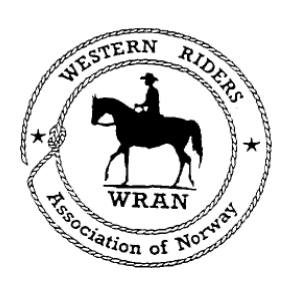 WESTERN RIDERS
WRAN
Association of Norway